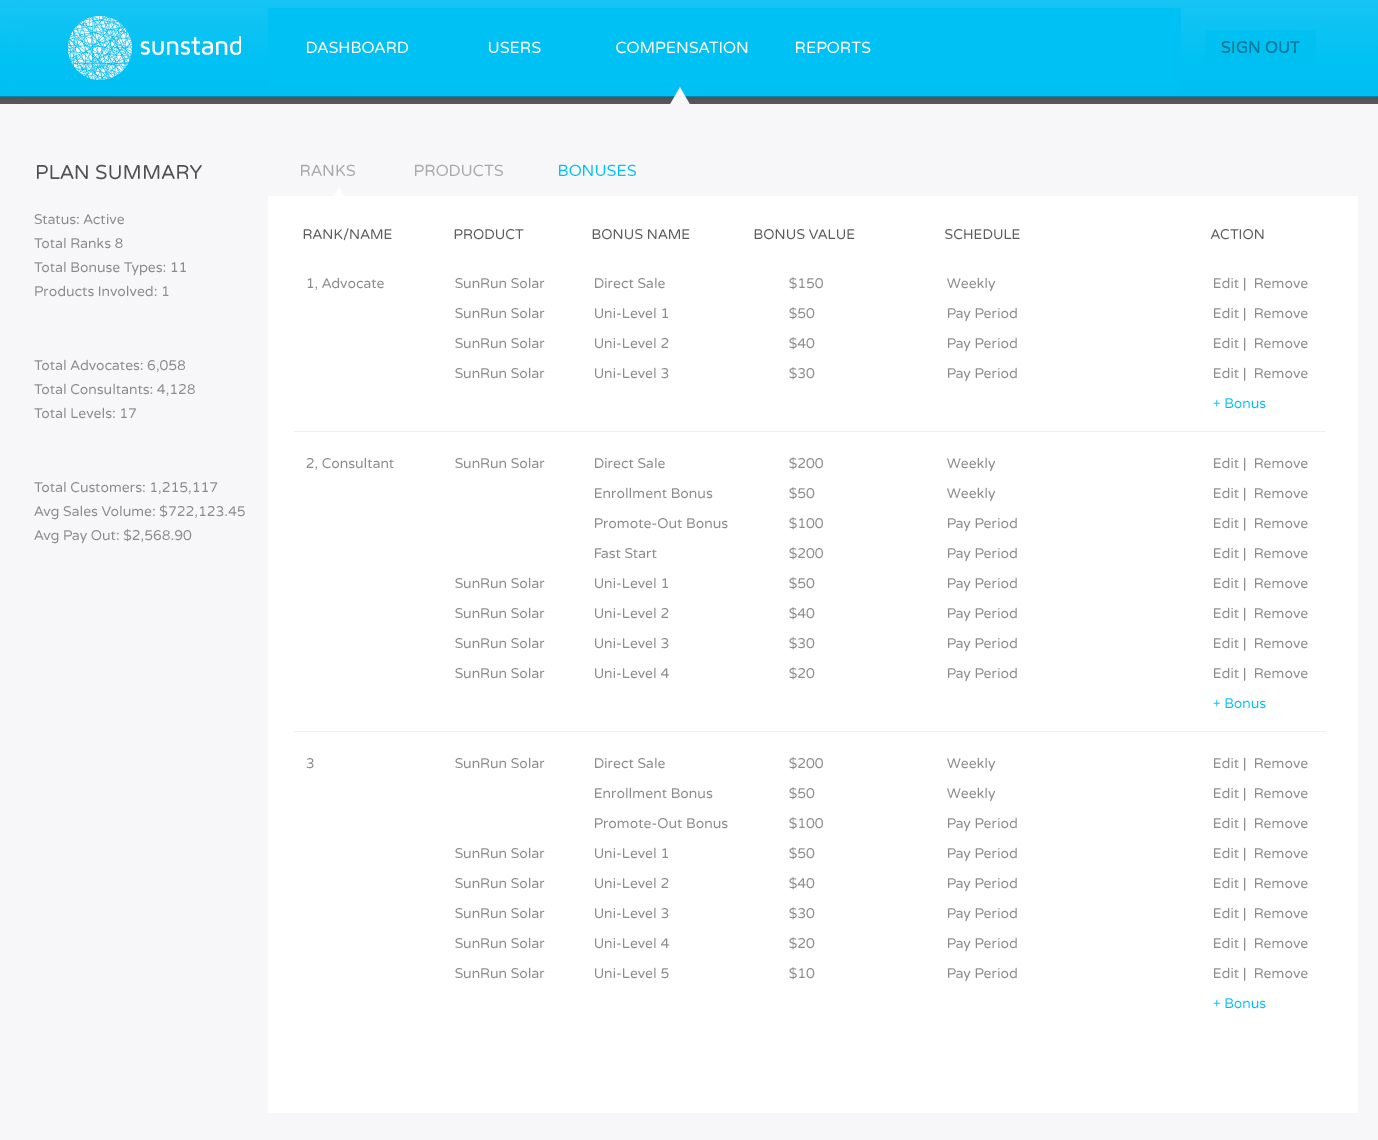 sunstand
DASHBOARD USERS COMPENSATION REPORTS SIGN OUT
PLAN SUMMARY
Status: Active
Total Ranks 8
Total Bonuse Types: 11
Products Involved: 1
Total Advocates: 6,058
Total Consultants: 4,128
Total Levels: 17
Total Customers: 1,215,117
Avg Sales Volume: $722,123.45
Avg Pay Out: $2,568.90
RANKS PRODUCTS BONUSES
RANK/NAME PRODUCT BONUS NAME BONUS VALUE SCHEDULE ACTION
1, Advocate SunRun Solar Direct Sale $150 Weekly Edit | Remove
SunRun Solar Uni-Level 1 $50 Pay Period Edit | Remove
SunRun Solar Uni-Level 2 $40 Pay Period Edit | Remove
SunRun Solar Uni-Level 3 $30 Pay Period Edit | Remove
+ Bonus
2, Consultant SunRun Solar Direct Sale $200 Weekly Edit | Remove
Enrollment Bonus $50 Weekly Edit | Remove
Promote-Out Bonus $100 Pay Period Edit | Remove
Fast Start $200 Pay Period Edit | Remove
SunRun Solar Uni-Level 1 $50 Pay Period Edit | Remove
SunRun Solar Uni-Level 2 $40 Pay Period Edit | Remove
SunRun Solar Uni-Level 3 $30 Pay Period Edit | Remove
SunRun Solar Uni-Level 4 $20 Pay Period Edit | Remove
+ Bonus
3 SunRun Solar Direct Sale $200 Weekly Edit | Remove
Enrollment Bonus $50 Weekly Edit | Remove
Promote-Out Bonus $100 Pay Period Edit | Remove
SunRun Solar Uni-Level 1 $50 Pay Period Edit | Remove
SunRun Solar Uni-Level 2 $40 Pay Period Edit | Remove
SunRun Solar Uni-Level 3 $30 Pay Period Edit | Remove
SunRun Solar Uni-Level 4 $20 Pay Period Edit | Remove
SunRun Solar Uni-Level 5 $10 Pay Period Edit | Remove
+ Bonus